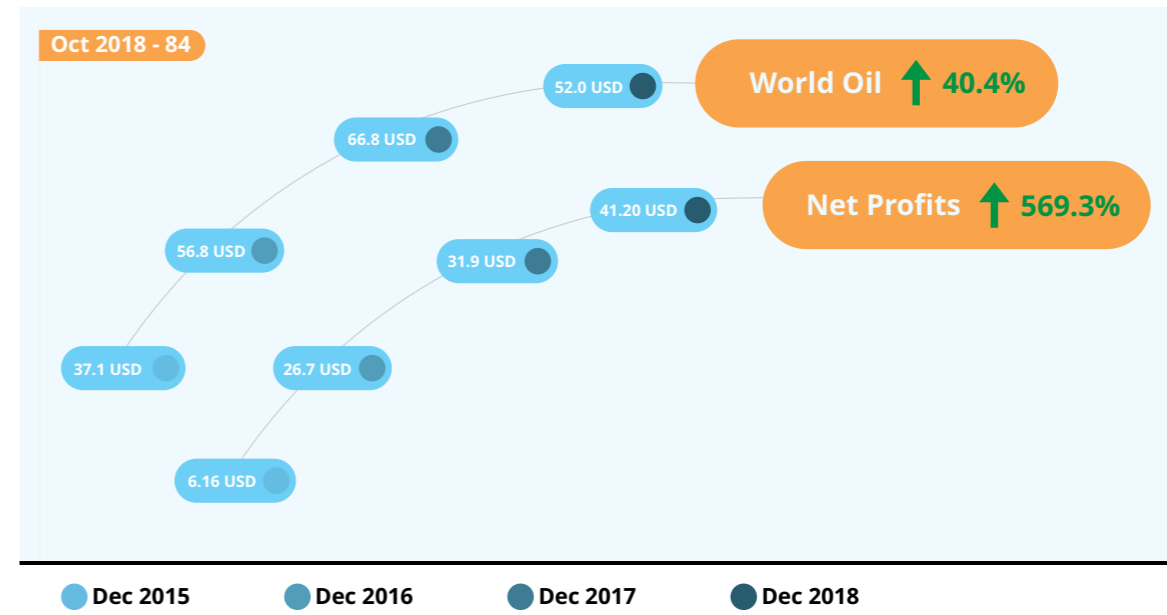 Oct 2018 - 84
World Oil 40.4%
52.0 USD
66.8 USD
56.8 USD
37.1 USD
Net Profits 569.3%
41.20 USD
31.9 USD
26.7 USD
6.16 USD
Dec 2015 Dec 2016 Dec 2017 Dec 2018